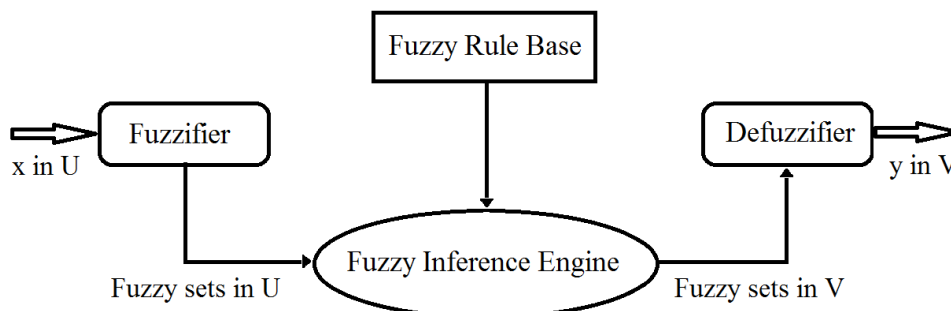 Fuzzy Rule Base
Fuzzifier
Defuzzifier
x in U
y in V
Fuzzy Inference Engine
Fuzzy sets in U
Fuzzy sets in V